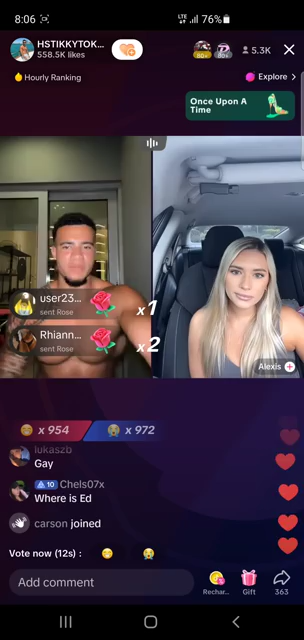 8:06
LTE
76%
HSTIKKYTOK...
558.5K likes
80+
80+
5.3K
Hourly Ranking
Explore >
Once Upon A
Time
user23...
sent Rose
x1
Rhiann...
sent Rose
x2
Alexis
x 954
x 972
lukaszb
Gay
10 Chels07x
Where is Ed
carson joined
Vote now (12s) :
Add comment
Rechar...
Gift
363